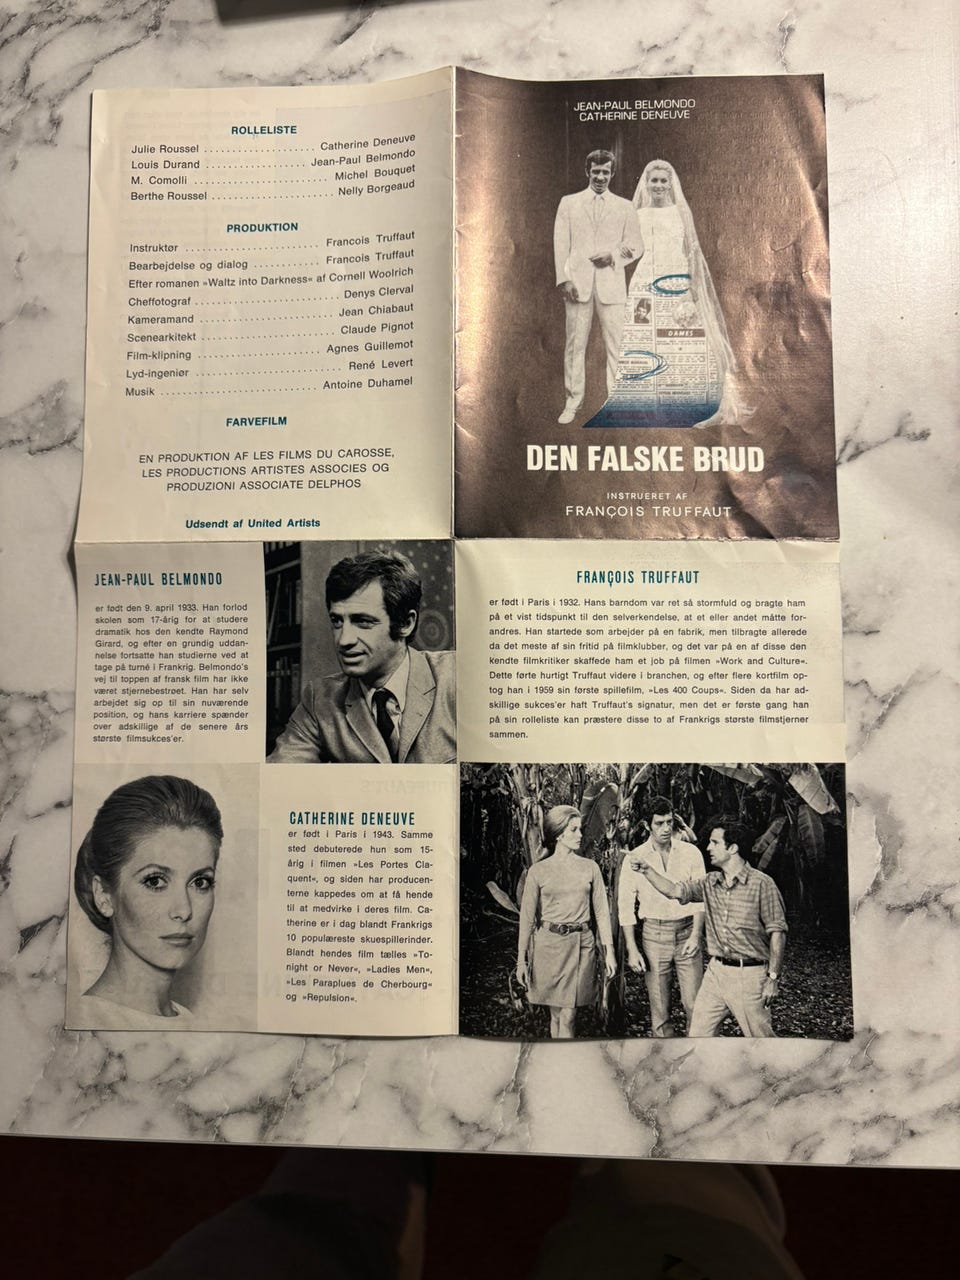 ROLLELISTE
Julie Roussel .................... Catherine Deneuve
Louis Durand ................... Jean-Paul Belmondo
M. Comolli ........................ Michel Bouquet
Berthe Roussel ..................... Nelly Borgeaud
PRODUKTION
Instruktør ......................... Francois Truffaut
Bearbejdelse og dialog ............ Francois Truffaut
Efter romanen »Waltz into Darkness« af Cornell Woolrich
Cheffotograf .......................... Denys Clerval
Kameramand .......................... Jean Chiabaut
Scenearkitekt ........................ Claude Pignot
Film-klipning ...................... Agnes Guillemot
Lyd-ingeniør .......................... René Levert
Musik ............................. Antoine Duhamel
FARVEFILM
EN PRODUKTION AF LES FILMS DU CAROSSE,
LES PRODUCTIONS ARTISTES ASSOCIES OG
PRODUZIONI ASSOCIATE DELPHOS
Udsendt af United Artists
JEAN-PAUL BELMONDO
CATHERINE DENEUVE
DAMES
DEN FALSKE BRUD
INSTRUERET AF
FRANÇOIS TRUFFAUT
JEAN-PAUL BELMONDO
er født den 9. april 1933. Han forlod
skolen som 17-årig for at studere
dramatik hos den kendte Raymond
Girard, og efter en grundig uddan-
nelse fortsatte han studierne ved at
tage på turné i Frankrig. Belmondo's
vej til toppen af fransk film har ikke
været stjernebestrøet. Han har selv
arbejdet sig op til sin nuværende
position, og hans karriere spænder
over adskillige af de senere års
største filmsukces'er.
FRANÇOIS TRUFFAUT
er født i Paris i 1932. Hans barndom var ret så stormfuld og bragte ham
på et vist tidspunkt til den selverkendelse, at et eller andet måtte for-
andres. Han startede som arbejder på en fabrik, men tilbragte allerede
da det meste af sin fritid på filmklubber, og det var på en af disse den
kendte filmkritiker skaffede ham et job på filmen »Work and Culture«.
Dette førte hurtigt Truffaut videre i branchen, og efter flere kortfilm op-
tog han i 1959 sin første spillefilm, »Les 400 Coups«. Siden da har ad-
skillige sukces'er haft Truffaut's signatur, men det er første gang han
på sin rolleliste kan præstere disse to af Frankrigs største filmstjerner
sammen.
CATHERINE DENEUVE
er født i Paris i 1943. Samme
sted debuterede hun som 15-
årig i filmen »Les Portes Cla-
quent«, og siden har producen-
terne kappedes om at få hende
til at medvirke i deres film. Ca-
therine er i dag blandt Frankrigs
10 populæreste skuespillerinder.
Blandt hendes film tælles »To-
night or Never«, »Ladies Men«,
»Les Paraplues de Cherbourg«
og »Repulsion«.